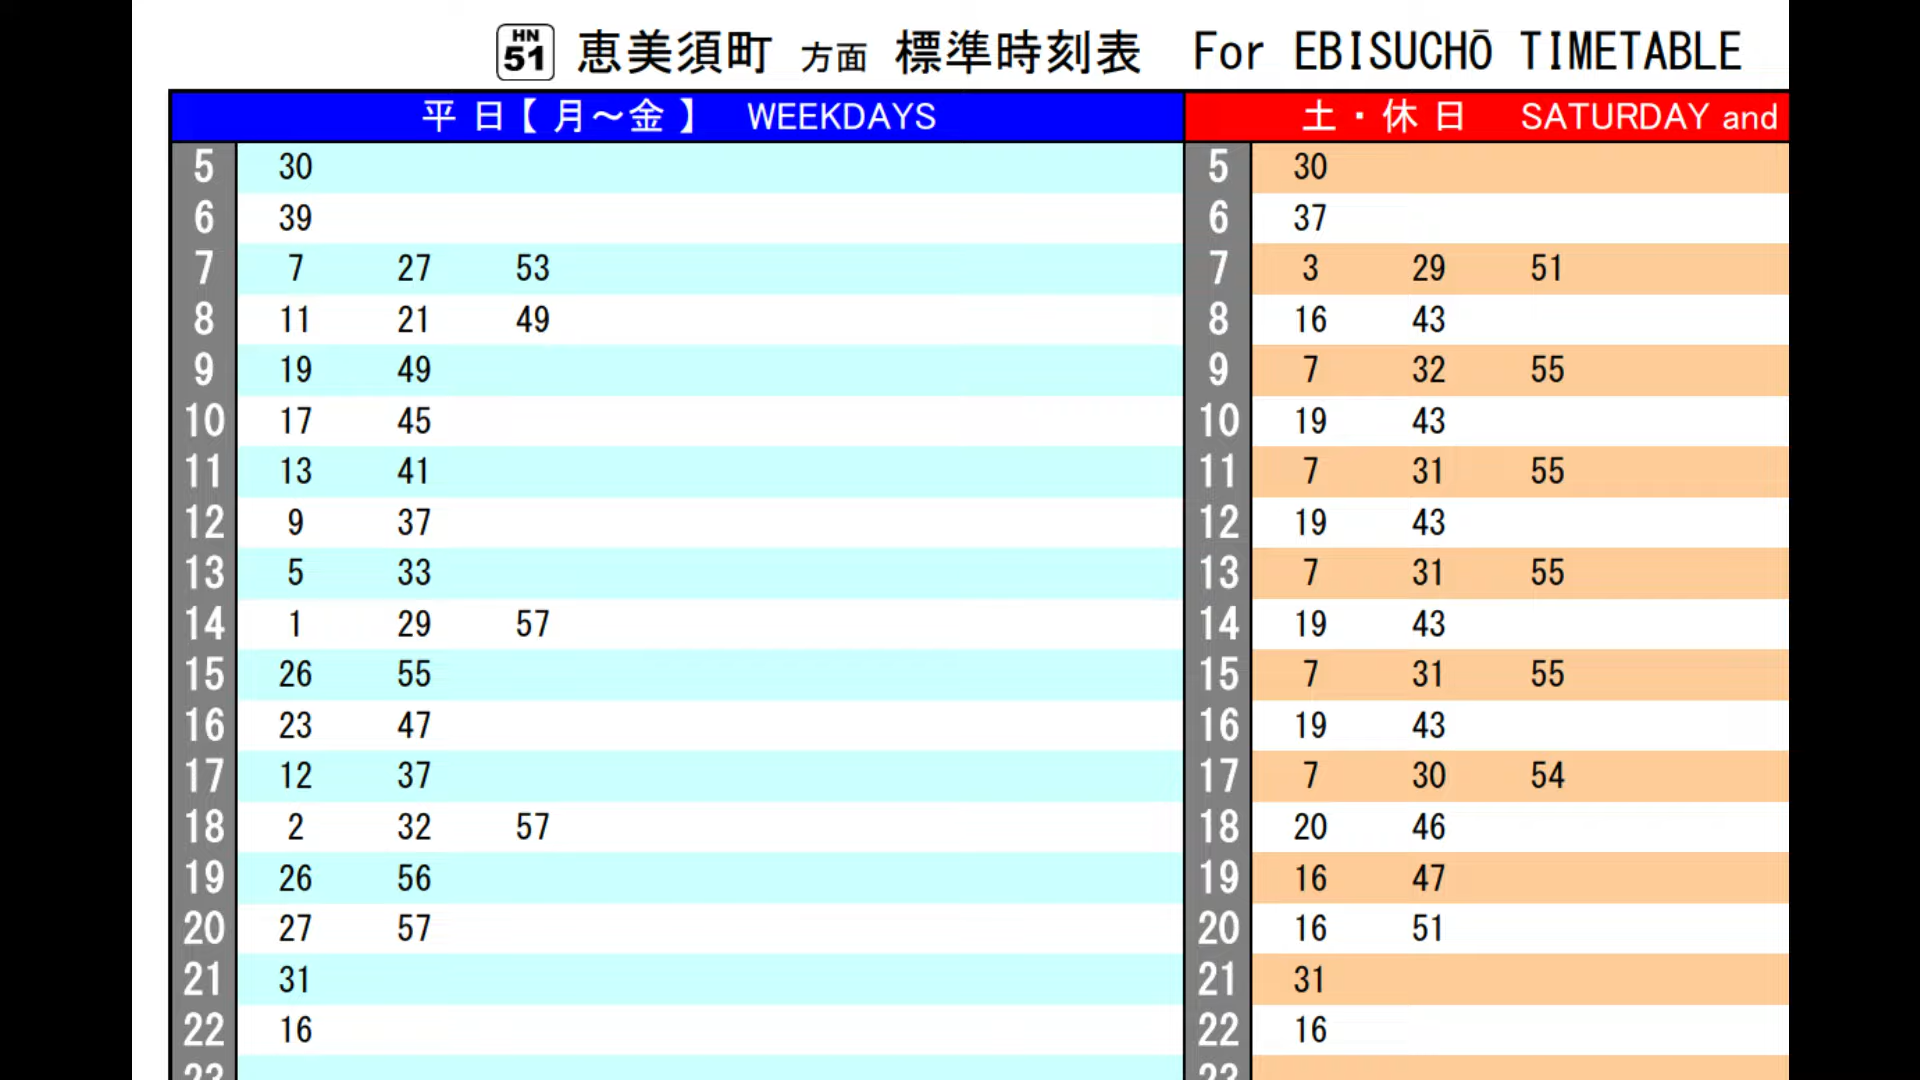 HN 51 恵美須町 方面 標準時刻表 For EBISUCHŌ TIMETABLE
平日【月～金】 WEEKDAYS 土・休日 SATURDAY and
5 30 5 30
6 39 6 37
7 7 27 53 7 3 29 51
8 11 21 49 8 16 43
9 19 49 9 7 32 55
10 17 45 10 19 43
11 13 41 11 7 31 55
12 9 37 12 19 43
13 5 33 13 7 31 55
14 1 29 57 14 19 43
15 26 55 15 7 31 55
16 23 47 16 19 43
17 12 37 17 7 30 54
18 2 32 57 18 20 46
19 26 56 19 16 47
20 27 57 20 16 51
21 31 21 31
22 16 22 16
23 23